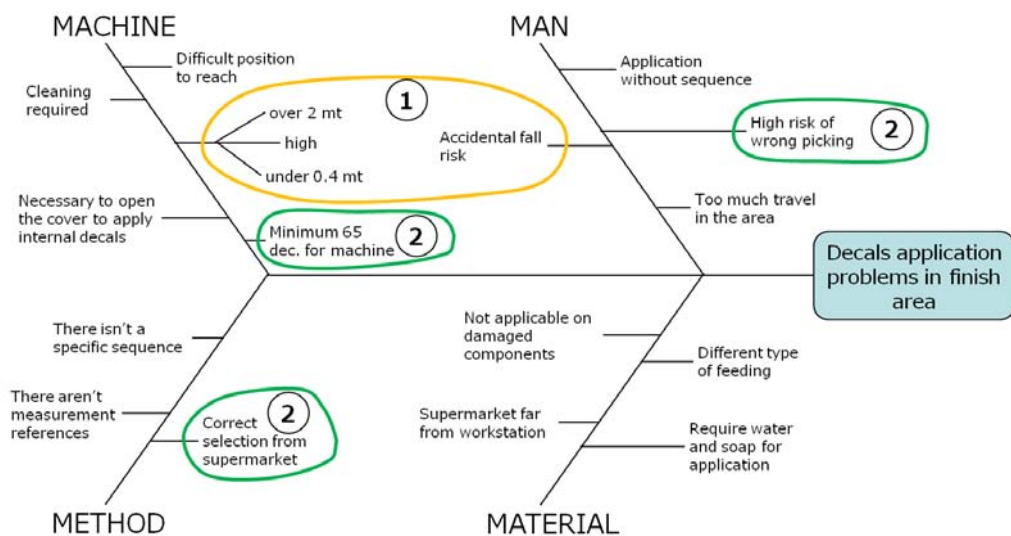 MACHINE
MAN
Difficult position
to reach
Cleaning
required
over 2 mt
high
under 0.4 mt
1
Accidental fall
risk
Application
without sequence
High risk of
wrong picking
2
Necessary to open
the cover to apply
internal decals
Minimum 65
dec. for machine
2
Too much travel
in the area
Decals application
problems in finish
area
There isn't a
specific sequence
There aren't
measurement
references
Correct
selection from
supermarket
2
Not applicable on
damaged
components
Different type
of feeding
Supermarket far
from workstation
Require water
and soap for
application
METHOD
MATERIAL